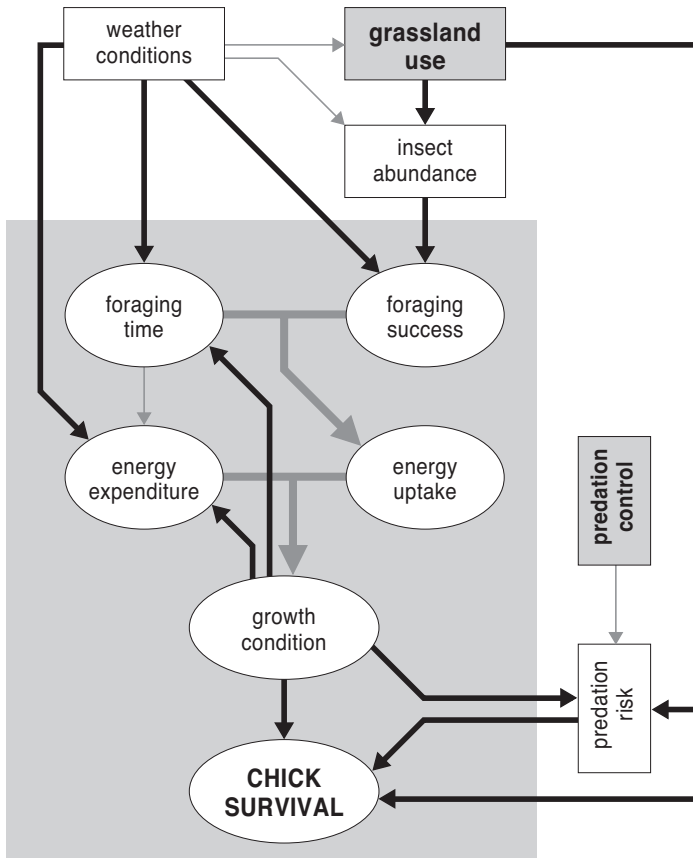 weather
conditions
grassland
use
insect
abundance
foraging
time
foraging
success
energy
expenditure
energy
uptake
predation
control
growth
condition
predation
risk
CHICK
SURVIVAL